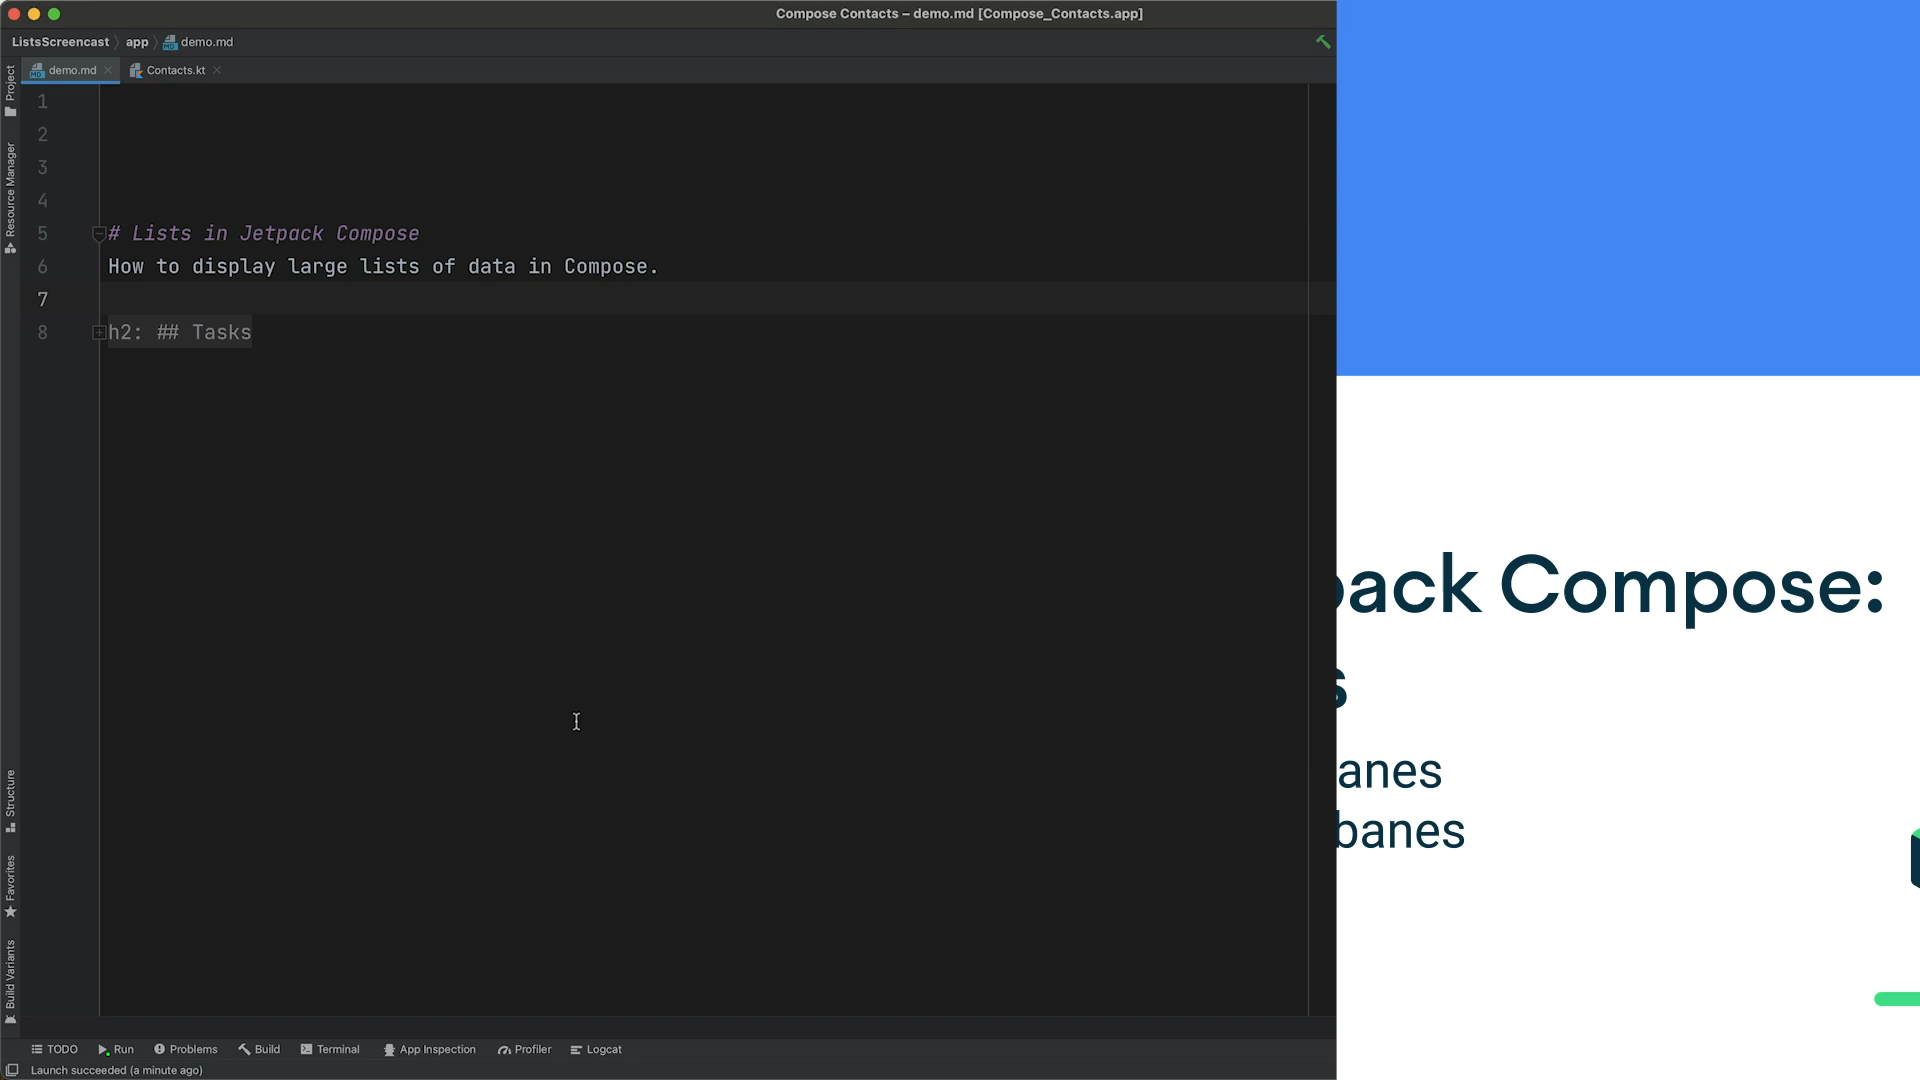 Compose Contacts – demo.md [Compose_Contacts.app]
ListsScreencast app demo.md
demo.md Contacts.kt
Project
Resource Manager
Structure
Favorites
Build Variants
1
2
3
4
5 # Lists in Jetpack Compose
6 How to display large lists of data in Compose.
7
8 h2: ## Tasks
TODO Run Problems Build Terminal App Inspection Profiler Logcat
Launch succeeded (a minute ago)
pack Compose:
s
anes
banes